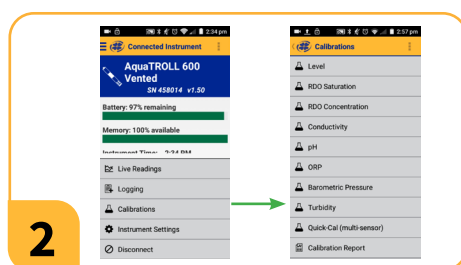 2:34 pm
Connected Instrument
AquaTROLL 600
Vented
SN 458014 v1.50
Battery: 97% remaining
Memory: 100% available
Instrument Time: 2:34 PM
Live Readings
Logging
Calibrations
Instrument Settings
Disconnect
2:57 pm
Calibrations
Level
RDO Saturation
RDO Concentration
Conductivity
pH
ORP
Barometric Pressure
Turbidity
Quick-Cal (multi-sensor)
Calibration Report
2